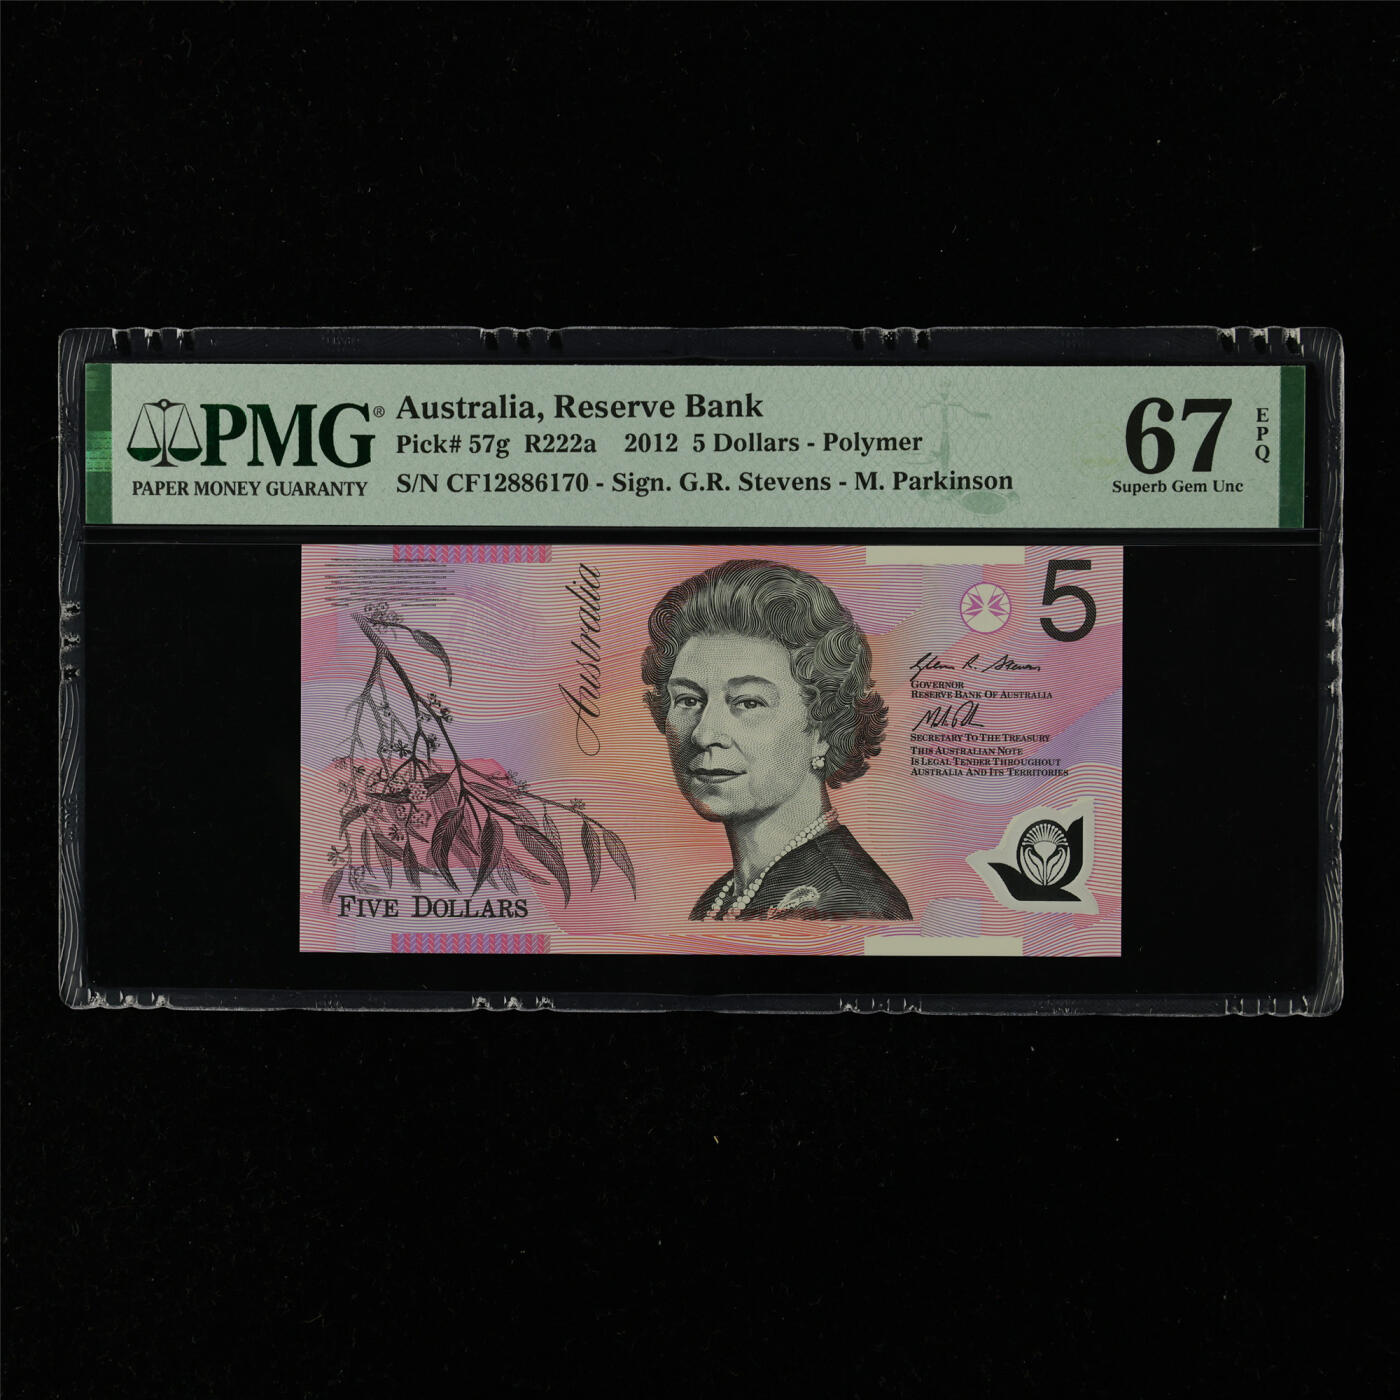 PMG®
PAPER MONEY GUARANTY
Australia, Reserve Bank
Pick# 57g R222a 2012 5 Dollars - Polymer
S/N CF12886170 - Sign. G.R. Stevens - M. Parkinson
67
EPQ
Superb Gem Unc
Australia
5
Glenn R. Stevens
GOVERNOR
RESERVE BANK OF AUSTRALIA
SECRETARY TO THE TREASURY
THIS AUSTRALIAN NOTE
IS LEGAL TENDER THROUGHOUT
AUSTRALIA AND ITS TERRITORIES
FIVE DOLLARS